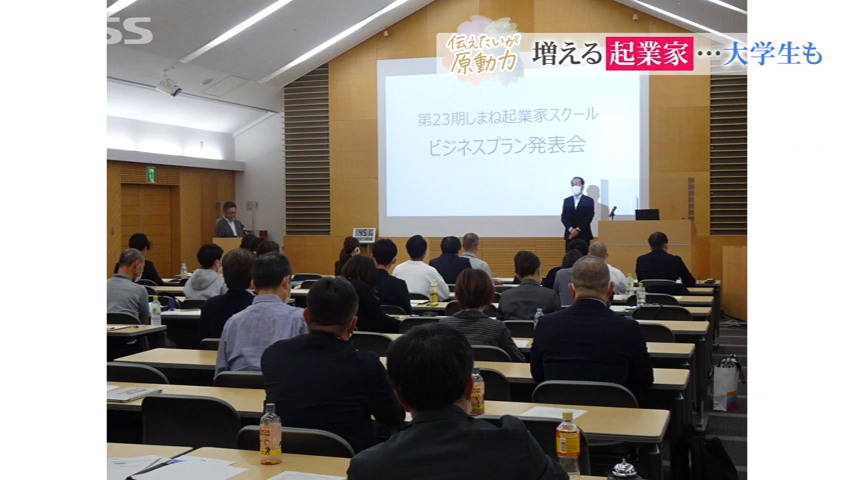 SS
伝えたいが
原動力
増える起業家…大学生も
第23期しまね起業家スクール
ビジネスプラン発表会